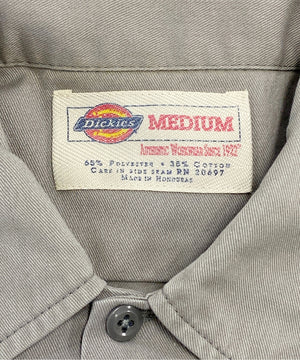 Dickies MEDIUM
AUTHENTIC WORKWEAR SINCE 1922
65% POLYESTER • 35% COTTON
CARE IN SIDE SEAM RN 20697
MADE IN HONDURAS